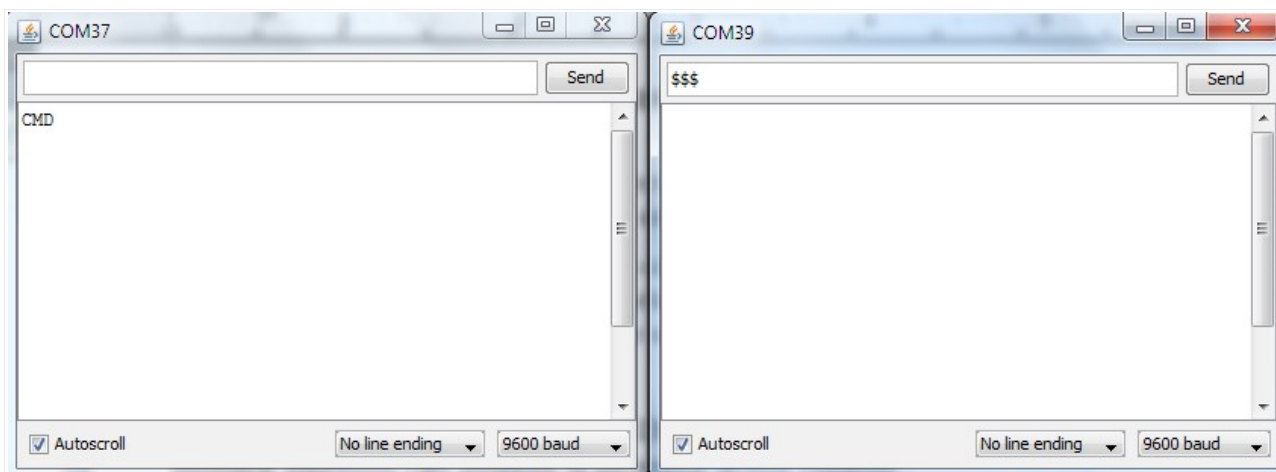 COM37
Send
CMD
Autoscroll
No line ending
9600 baud
COM39
$$$
Send
Autoscroll
No line ending
9600 baud